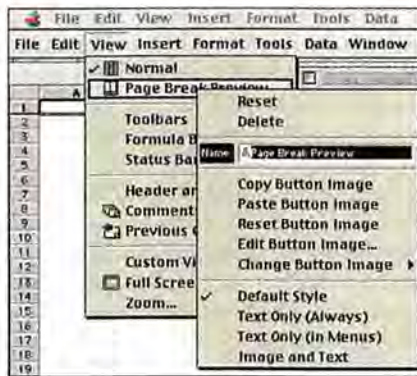 File Edit View Insert Format Tools Data
File Edit View Insert Format Tools Data Window
Normal
Page Break Preview
Toolbars
Formula B
Status Ba
Header an
Comment
Previous
Custom Vi
Full Scree
Zoom...
Reset
Delete
Name: &Page Break Preview
Copy Button Image
Paste Button Image
Reset Button Image
Edit Button Image...
Change Button Image
Default Style
Text Only (Always)
Text Only (in Menus)
Image and Text
A
1
2
3
4
5
6
7
8
9
10
11
12
13
14
15
16
17
18
19